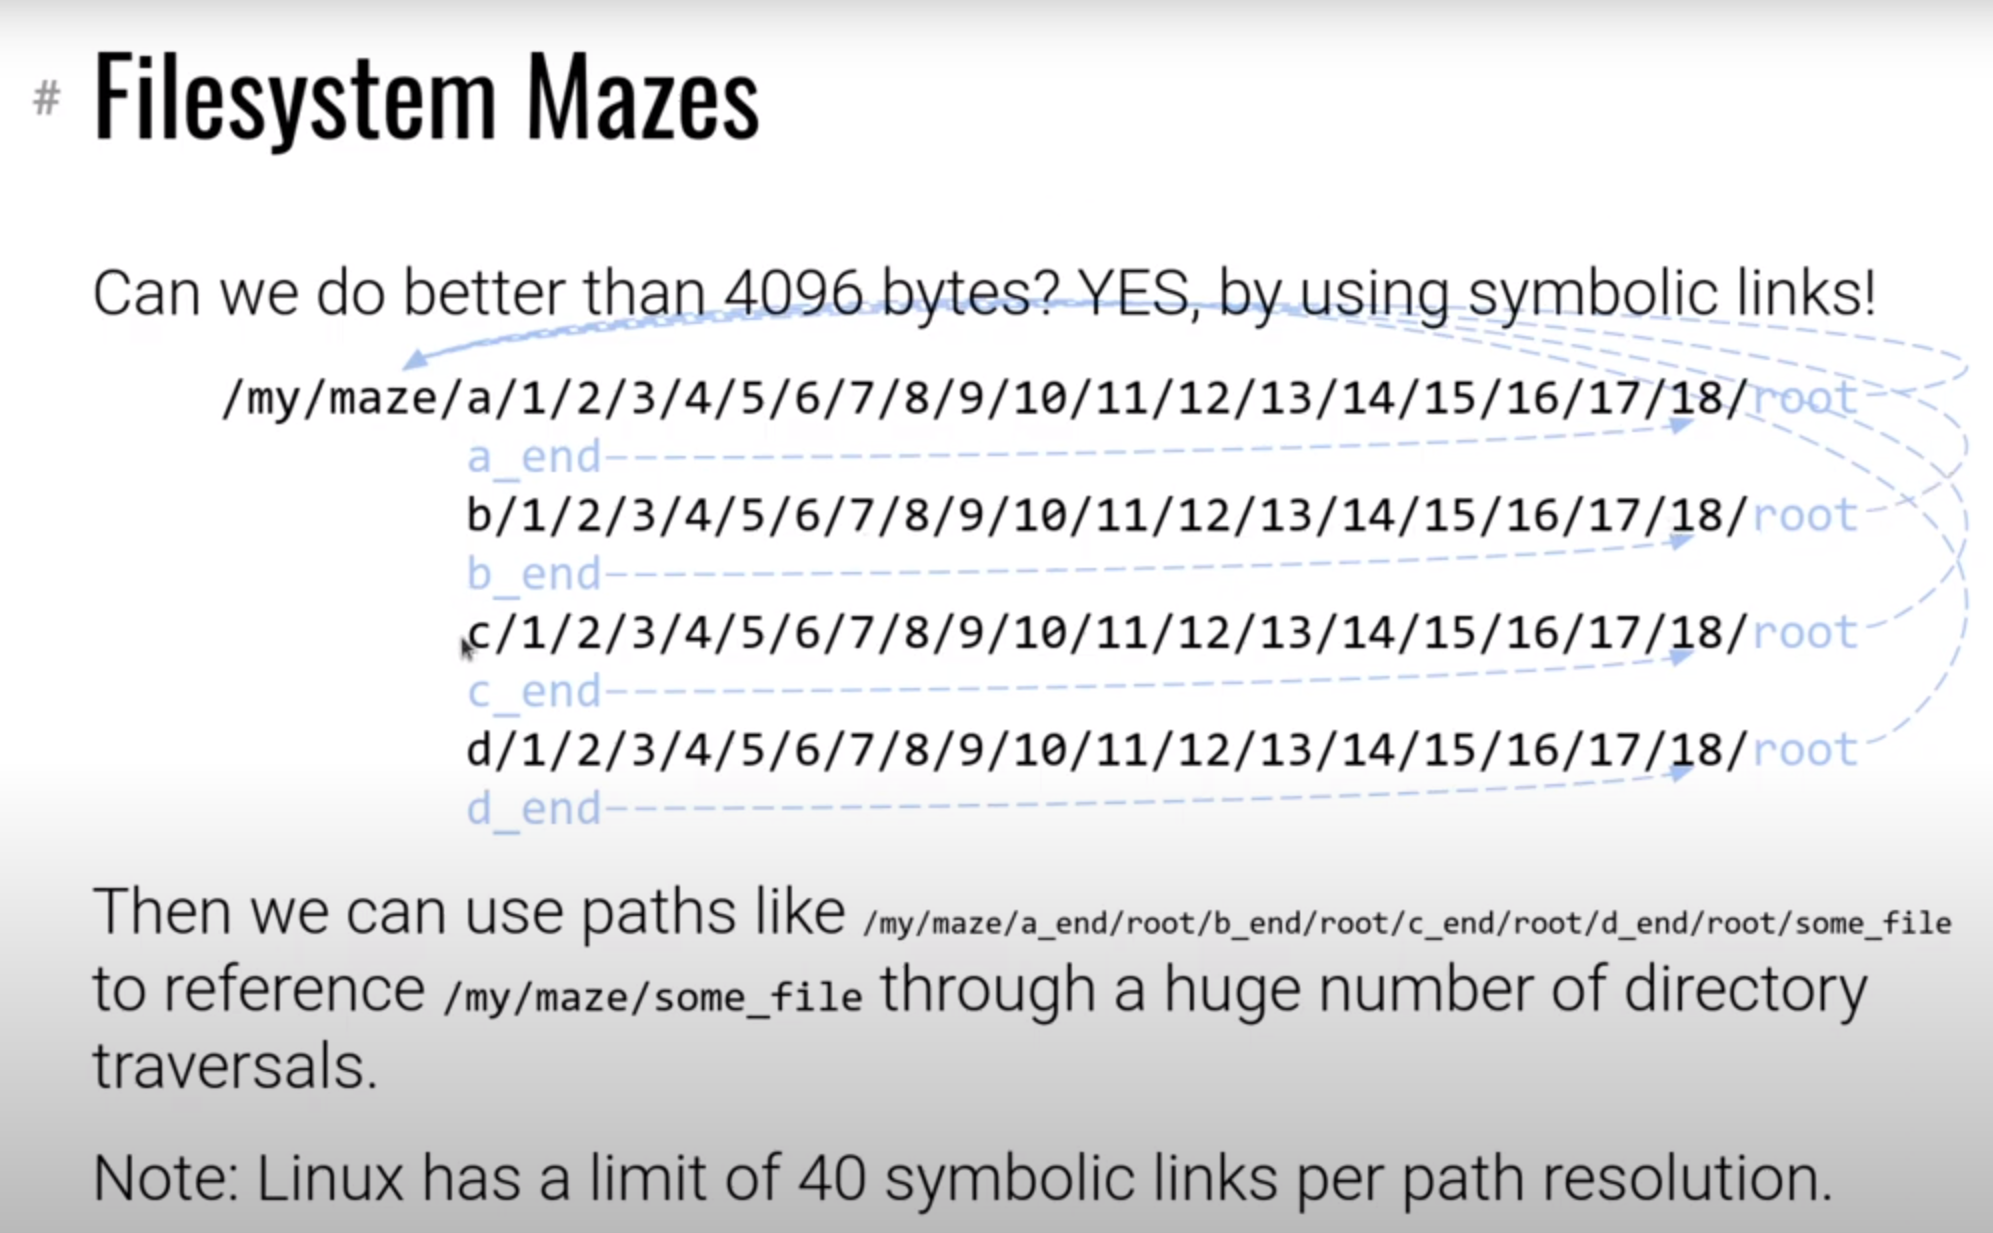 # Filesystem Mazes
Can we do better than 4096 bytes? YES, by using symbolic links!
/my/maze/a/1/2/3/4/5/6/7/8/9/10/11/12/13/14/15/16/17/18/root
a_end
b/1/2/3/4/5/6/7/8/9/10/11/12/13/14/15/16/17/18/root
b_end
c/1/2/3/4/5/6/7/8/9/10/11/12/13/14/15/16/17/18/root
c_end
d/1/2/3/4/5/6/7/8/9/10/11/12/13/14/15/16/17/18/root
d_end
Then we can use paths like /my/maze/a_end/root/b_end/root/c_end/root/d_end/root/some_file
to reference /my/maze/some_file through a huge number of directory
traversals.
Note: Linux has a limit of 40 symbolic links per path resolution.